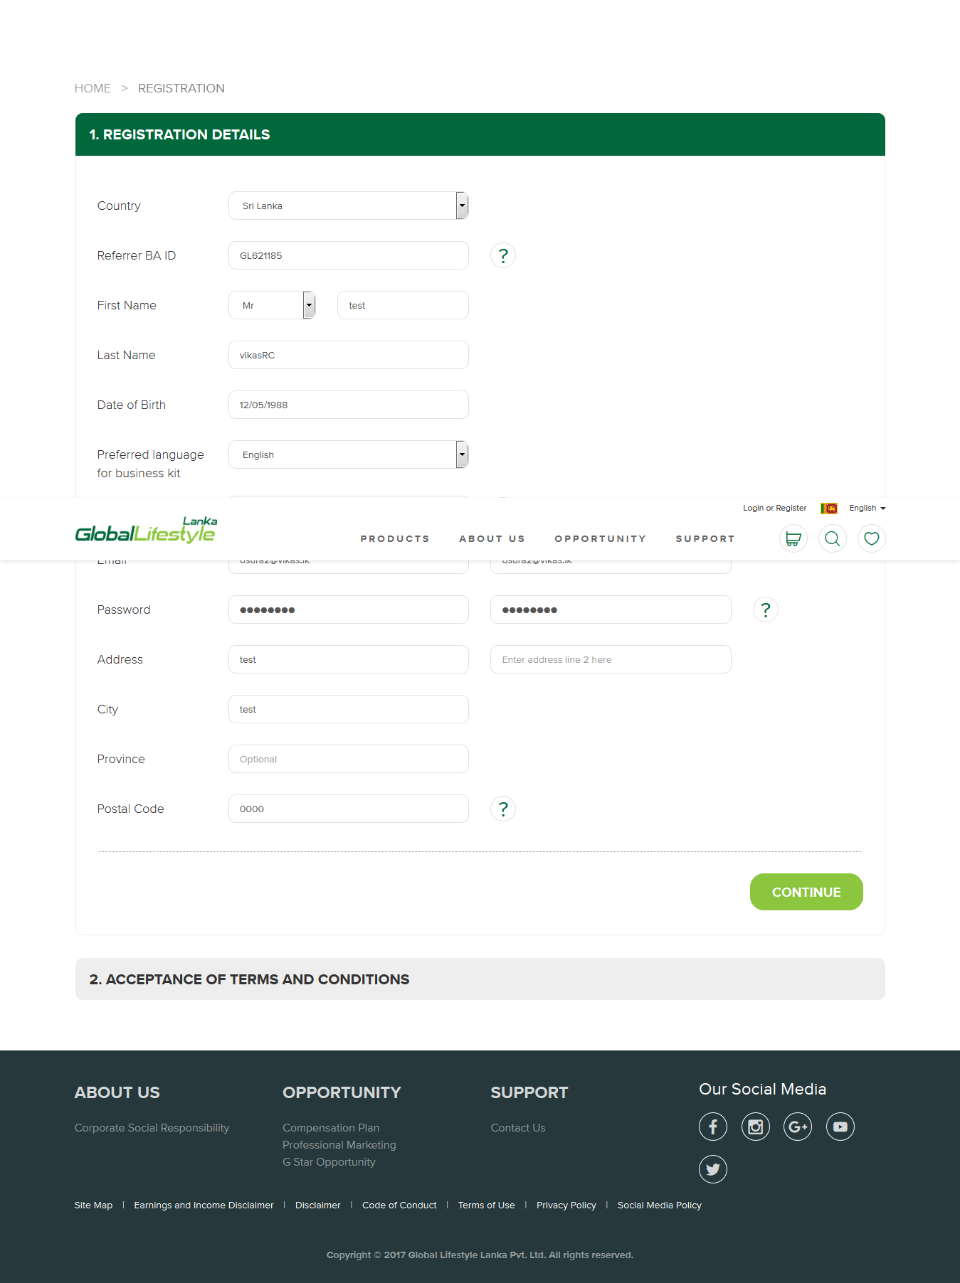 HOME > REGISTRATION
1. REGISTRATION DETAILS
Country Sri Lanka
Referrer BA ID GL621185 ?
First Name Mr test
Last Name vikasRC
Date of Birth 12/05/1988
Preferred language for business kit English
Login or Register English
GlobalLifestyle Lanka
PRODUCTS ABOUT US OPPORTUNITY SUPPORT
Email
Password ●●●●●●●● ●●●●●●●● ?
Address test Enter address line 2 here
City test
Province Optional
Postal Code 0000 ?
CONTINUE
2. ACCEPTANCE OF TERMS AND CONDITIONS
ABOUT US
Corporate Social Responsibility
OPPORTUNITY
Compensation Plan
Professional Marketing
G Star Opportunity
SUPPORT
Contact Us
Our Social Media
Site Map | Earnings and Income Disclaimer | Disclaimer | Code of Conduct | Terms of Use | Privacy Policy | Social Media Policy
Copyright © 2017 Global Lifestyle Lanka Pvt. Ltd. All rights reserved.